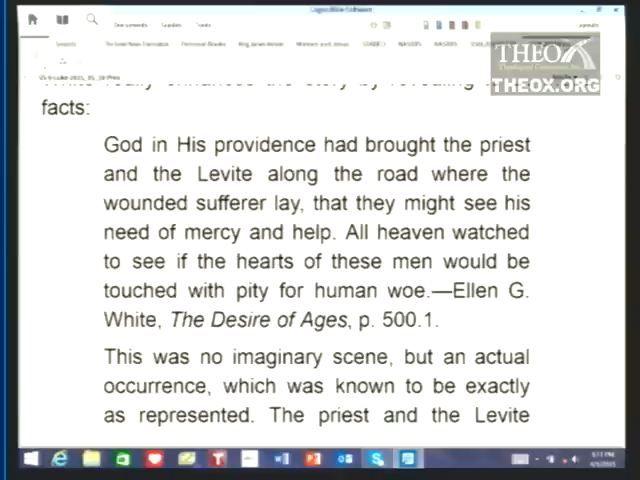 THEOX
THEOX.ORG
facts:
God in His providence had brought the priest
and the Levite along the road where the
wounded sufferer lay, that they might see his
need of mercy and help. All heaven watched
to see if the hearts of these men would be
touched with pity for human woe.—Ellen G.
White, The Desire of Ages, p. 500.1.
This was no imaginary scene, but an actual
occurrence, which was known to be exactly
as represented. The priest and the Levite